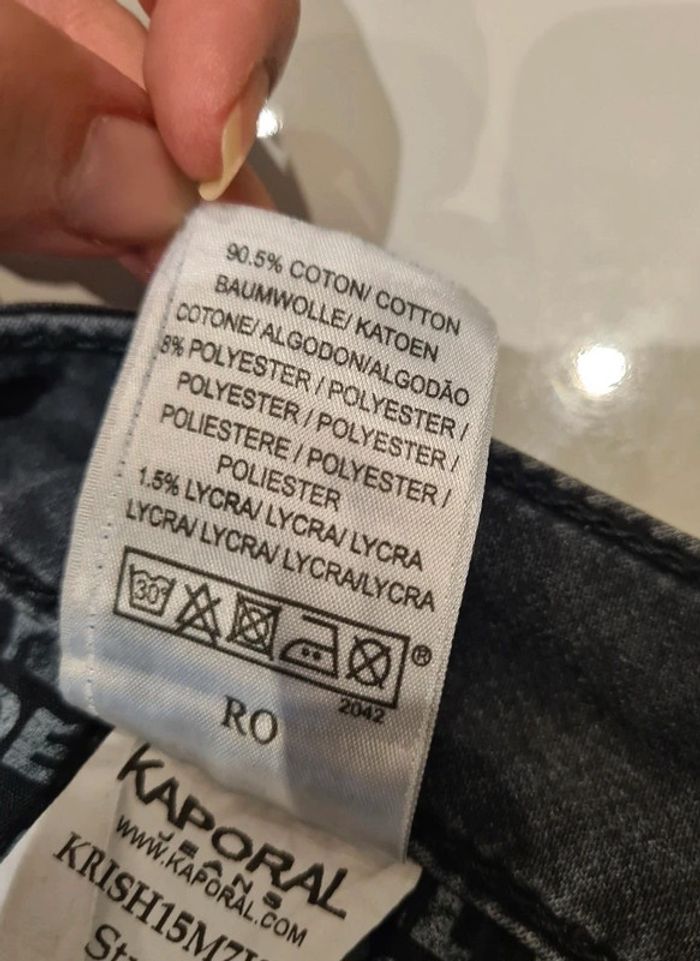 90.5% COTON/ COTTON
BAUMWOLLE/ KATOEN
COTONE/ ALGODON/ALGODÃO
8% POLYESTER / POLYESTER /
POLYESTER / POLYESTER /
POLIESTERE / POLYESTER /
POLIESTER
1.5% LYCRA/ LYCRA/ LYCRA
LYCRA/ LYCRA/ LYCRA/LYCRA
30°
®
2042
RO
KAPORAL
JEANS
WWW.KAPORAL.COM